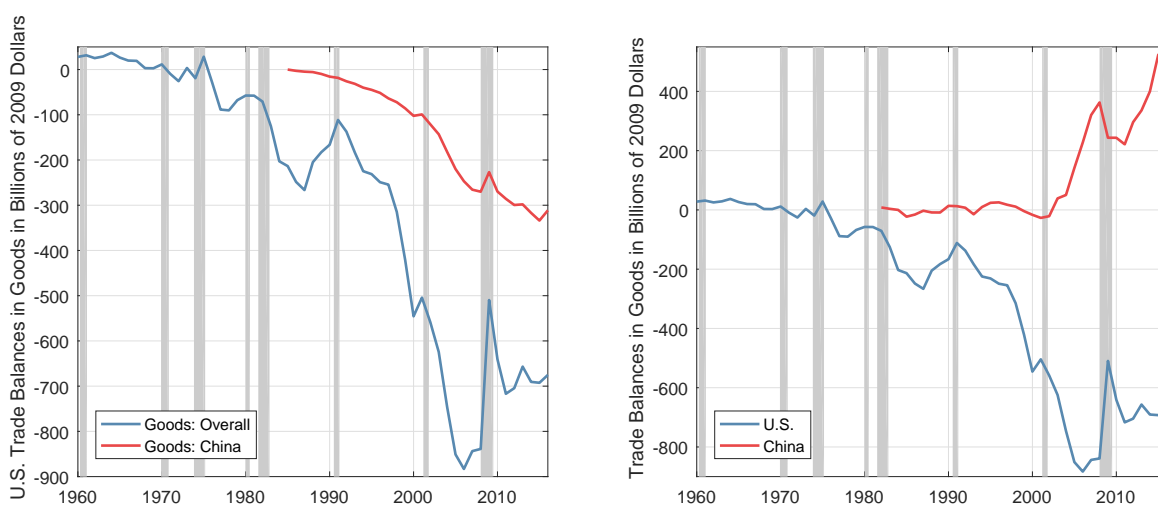 U.S. Trade Balances in Goods in Billions of 2009 Dollars
0
-100
-200
-300
-400
-500
-600
-700
-800
-900
Goods: Overall
Goods: China
1960 1970 1980 1990 2000 2010
Trade Balances in Goods in Billions of 2009 Dollars
400
200
0
-200
-400
-600
-800
U.S.
China
1960 1970 1980 1990 2000 2010